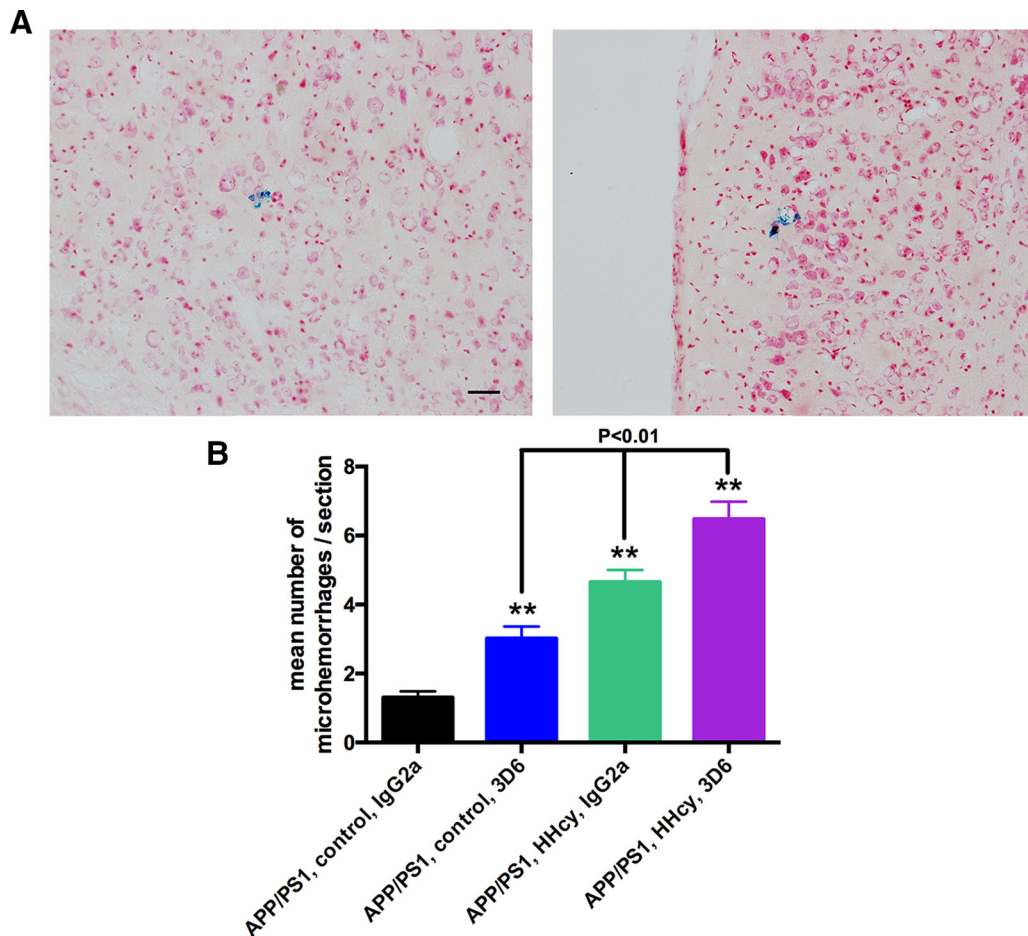 A
B
P<0.01
mean number of
microhemorrhages / section
8
6
4
2
0
**
**
**
APP/PS1, control, IgG2a
APP/PS1, control, 3D6
APP/PS1, HHcy, IgG2a
APP/PS1, HHcy, 3D6